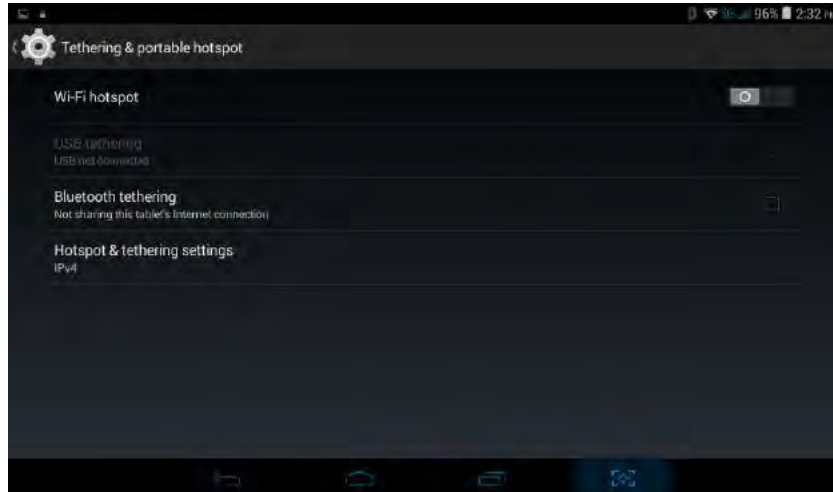 96% 2:32
Tethering & portable hotspot
Wi-Fi hotspot
USB tethering
USB not connected
Bluetooth tethering
Not sharing this tablet's Internet connection
Hotspot & tethering settings
IPv4